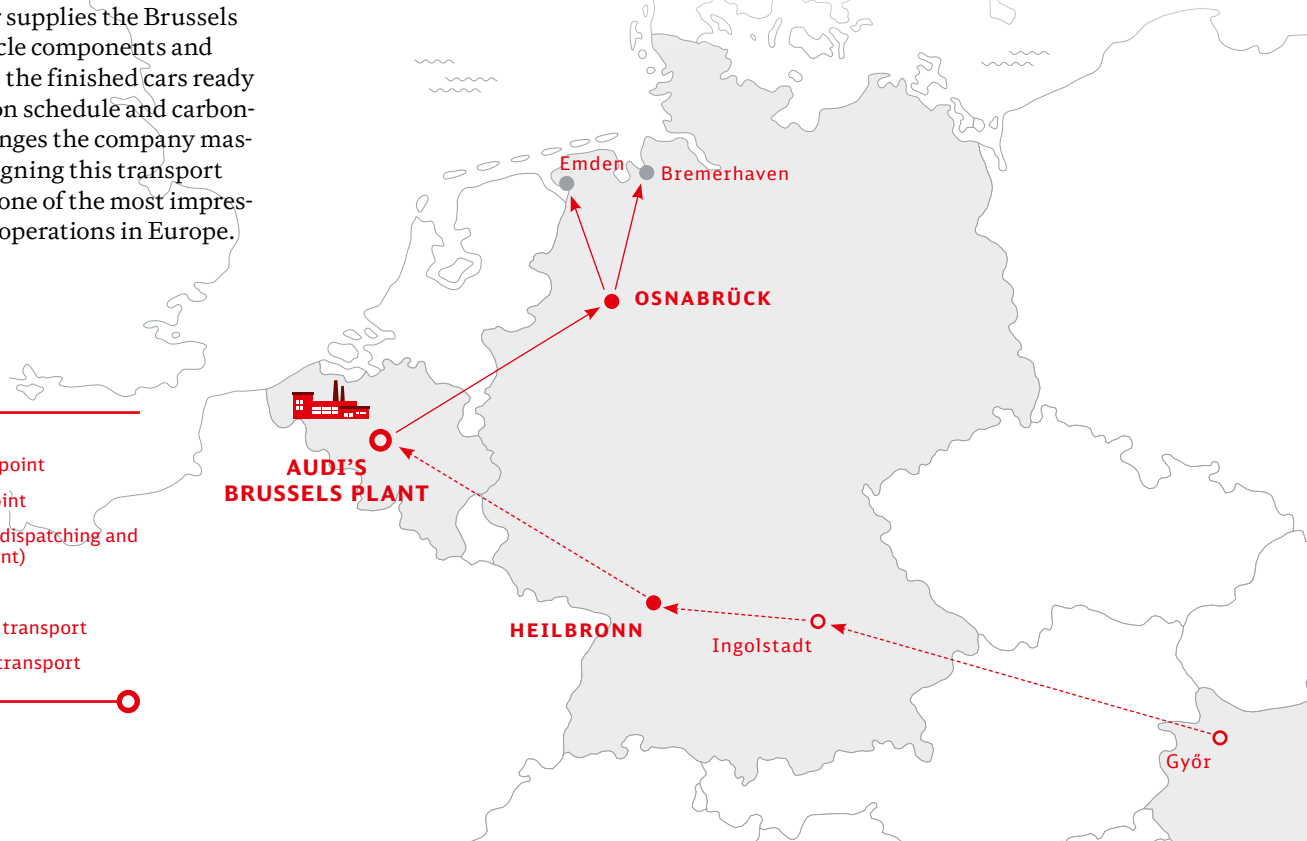 supplies the Brussels
cle components and
the finished cars ready
on schedule and carbon-
nges the company mas-
gning this transport
one of the most impres-
operations in Europe.
point
int
dispatching and
nt)
transport
transport
Emden
Bremerhaven
OSNABRÜCK
AUDI’S
BRUSSELS PLANT
HEILBRONN
Ingolstadt
Győr